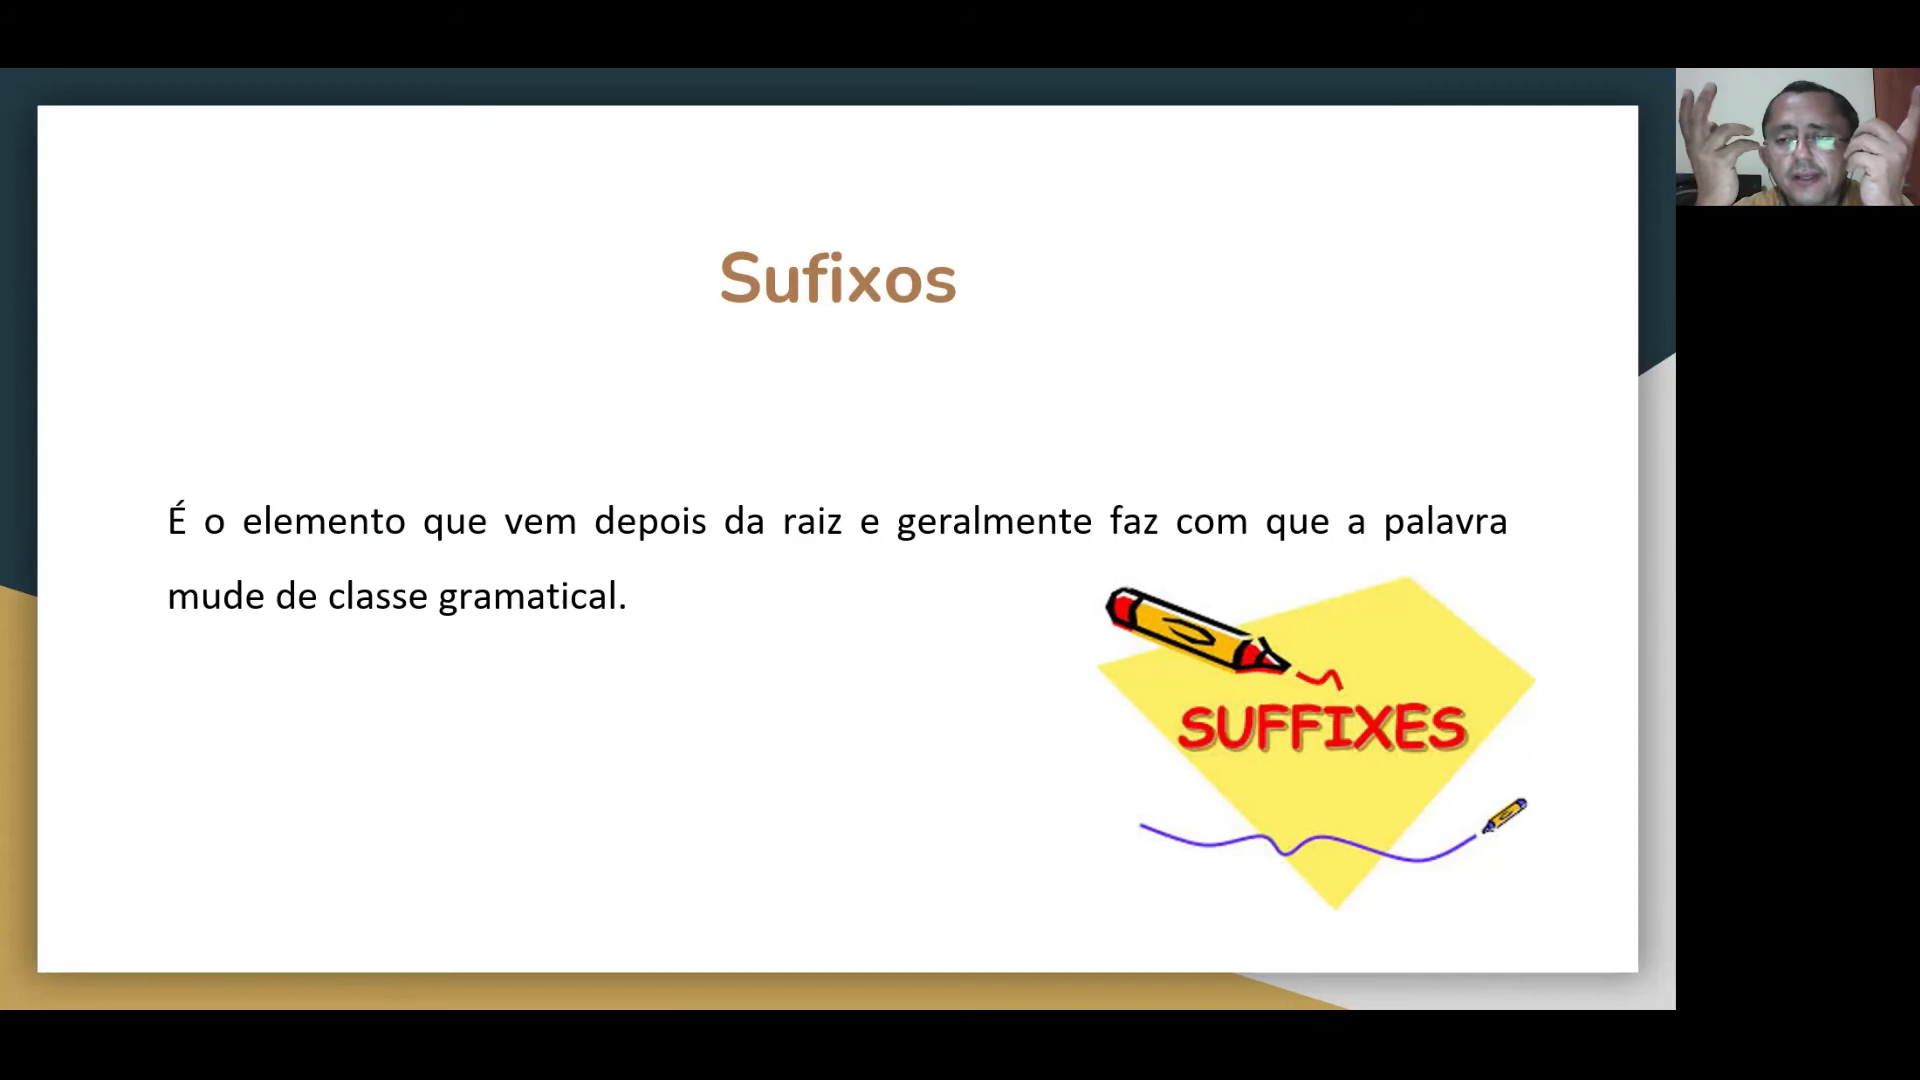 Sufixos
É o elemento que vem depois da raiz e geralmente faz com que a palavra
mude de classe gramatical.
SUFFIXES